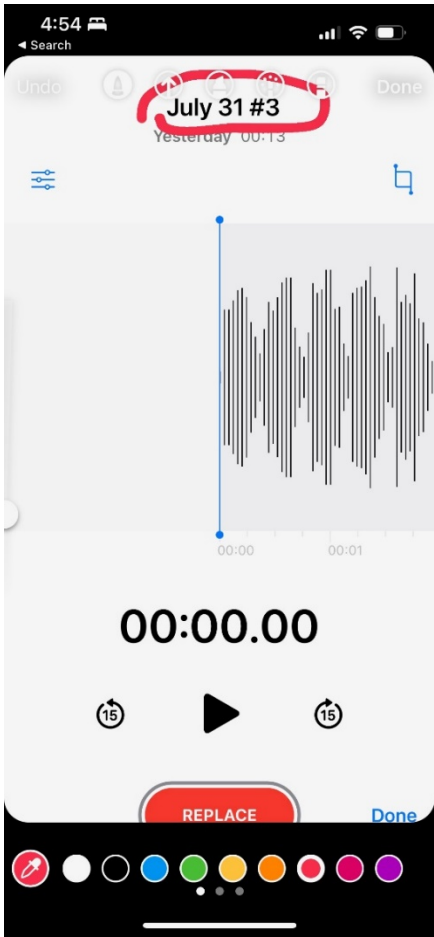 4:54
Search
Undo
Done
July 31 #3
Yesterday 00:13
00:00 00:01
00:00.00
15
15
REPLACE
Done